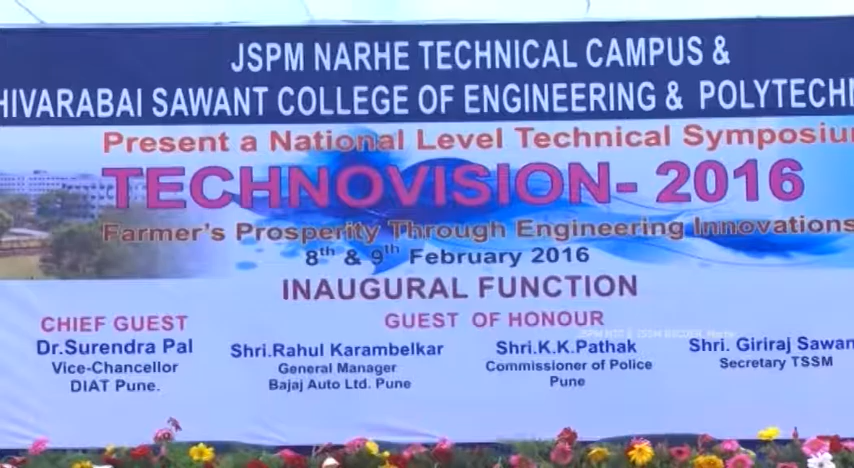 JSPM NARHE TECHNICAL CAMPUS &
HIVARABAI SAWANT COLLEGE OF ENGINEERING & POLYTECHN
Present a National Level Technical Symposiu
TECHNOVISION- 2016
Farmer's Prosperity Through Engineering Innovations
8th & 9th February 2016
INAUGURAL FUNCTION
CHIEF GUEST
Dr.Surendra Pal
Vice-Chancellor
DIAT Pune.
GUEST OF HONOUR
Shri.Rahul Karambelkar
General Manager
Bajaj Auto Ltd. Pune
Shri.K.K.Pathak
Commissioner of Police
Pune
Shri. Giriraj Sawan
Secretary TSSM